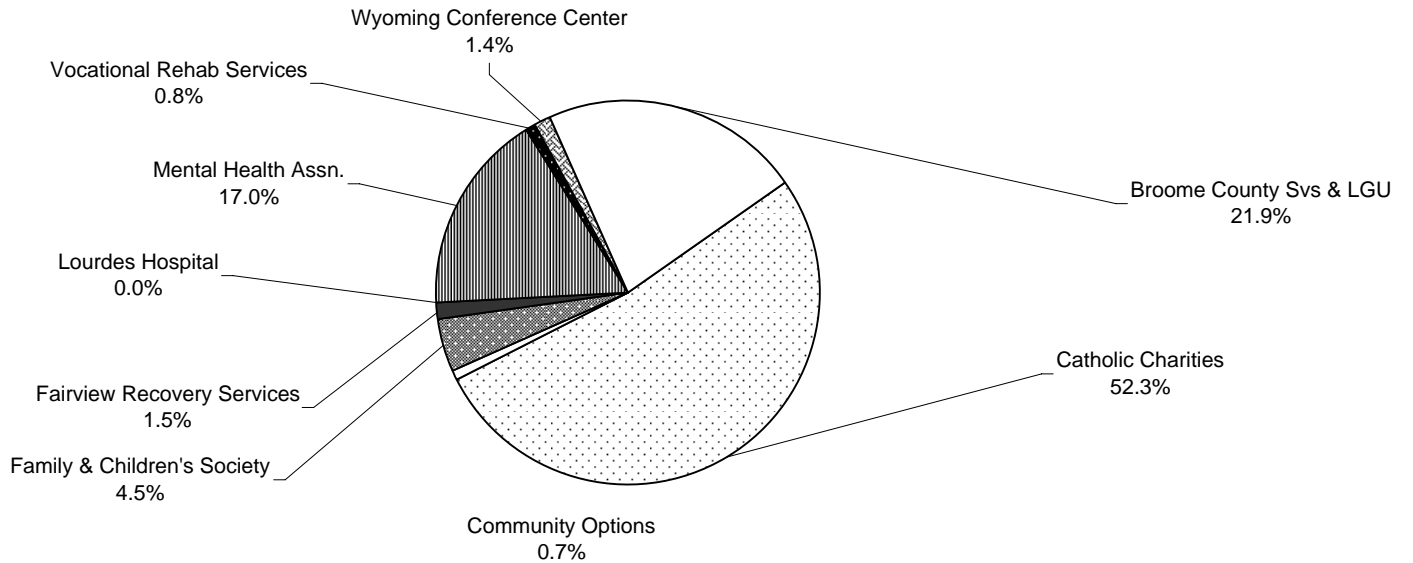 Wyoming Conference Center
1.4%
Vocational Rehab Services
0.8%
Mental Health Assn.
17.0%
Broome County Svs & LGU
21.9%
Lourdes Hospital
0.0%
Catholic Charities
52.3%
Fairview Recovery Services
1.5%
Family & Children's Society
4.5%
Community Options
0.7%